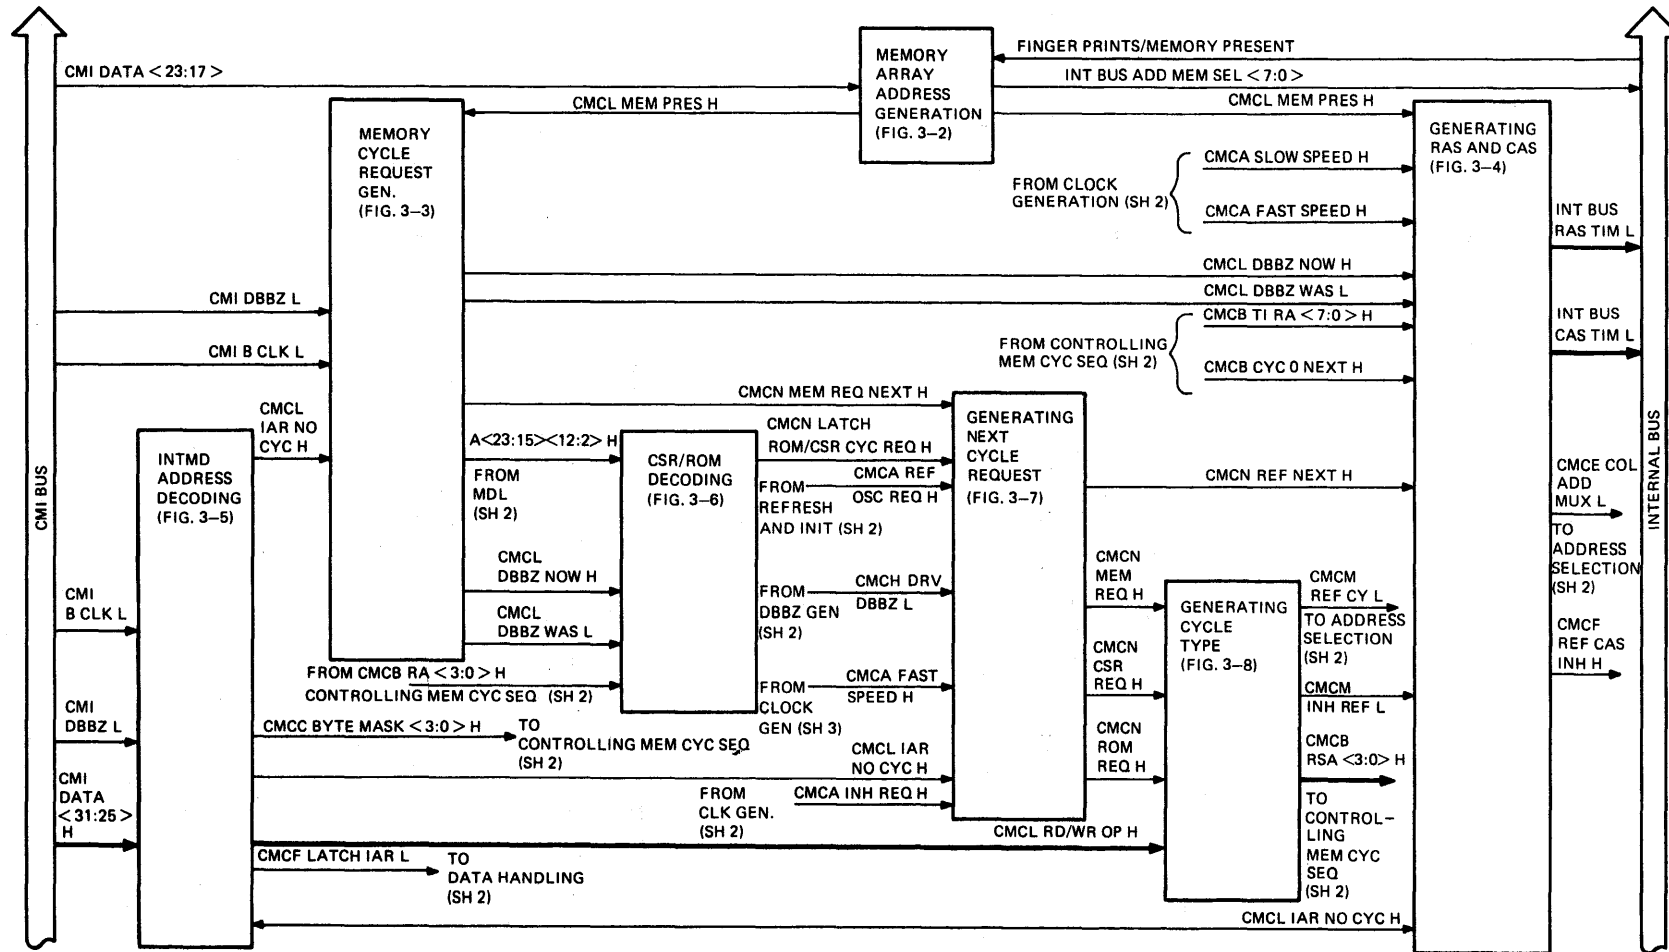 CMI BUS
INTERNAL BUS
CMI DATA <23:17>
MEMORY
ARRAY
ADDRESS
GENERATION
(FIG. 3-2)
FINGER PRINTS/MEMORY PRESENT
INT BUS ADD MEM SEL <7:0>
CMCL MEM PRES H
CMCL MEM PRES H
MEMORY
CYCLE
REQUEST
GEN.
(FIG. 3-3)
GENERATING
RAS AND CAS
(FIG. 3-4)
FROM CLOCK
GENERATION (SH 2)
CMCA SLOW SPEED H
CMCA FAST SPEED H
INT BUS
RAS TIM L
CMCL DBBZ NOW H
CMCL DBBZ WAS L
CMI DBBZ L
CMI B CLK L
FROM CONTROLLING
MEM CYC SEQ (SH 2)
CMCB TI RA <7:0> H
CMCB CYC 0 NEXT H
INT BUS
CAS TIM L
CMCL
IAR NO
CYC H
INTMD
ADDRESS
DECODING
(FIG. 3-5)
A<23:15><12:2> H
FROM
MDL
(SH 2)
CSR/ROM
DECODING
(FIG. 3-6)
CMCN MEM REQ NEXT H
CMCN LATCH
ROM/CSR CYC REQ H
CMCA REF
OSC REQ H
FROM
REFRESH
AND INIT (SH 2)
GENERATING
NEXT
CYCLE
REQUEST
(FIG. 3-7)
CMCN REF NEXT H
CMCE COL
ADD
MUX L
TO
ADDRESS
SELECTION
(SH 2)
CMCL
DBBZ NOW H
CMCL
DBBZ WAS L
FROM
DBBZ GEN
(SH 2)
CMCH DRV
DBBZ L
CMCN
MEM
REQ H
GENERATING
CYCLE
TYPE
(FIG. 3-8)
CMCM
REF CY L
TO ADDRESS
SELECTION
(SH 2)
CMCF
REF CAS
INH H
CMI
B CLK L
FROM CMCB RA <3:0> H
CONTROLLING MEM CYC SEQ (SH 2)
FROM
CLOCK
GEN (SH 3)
CMCA FAST
SPEED H
CMCN
CSR
REQ H
CMCM
INH REF L
CMI
DBBZ L
CMCC BYTE MASK <3:0> H
TO
CONTROLLING MEM CYC SEQ
(SH 2)
CMCL IAR
NO CYC H
CMCN
ROM
REQ H
CMCB
RSA <3:0> H
TO
CONTROL-
LING
MEM CYC
SEQ
(SH 2)
CMI
DATA
<31:25>
H
FROM
CLK GEN.
(SH 2)
CMCA INH REQ H
CMCL RD/WR OP H
CMCF LATCH IAR L
TO
DATA HANDLING
(SH 2)
CMCL IAR NO CYC H